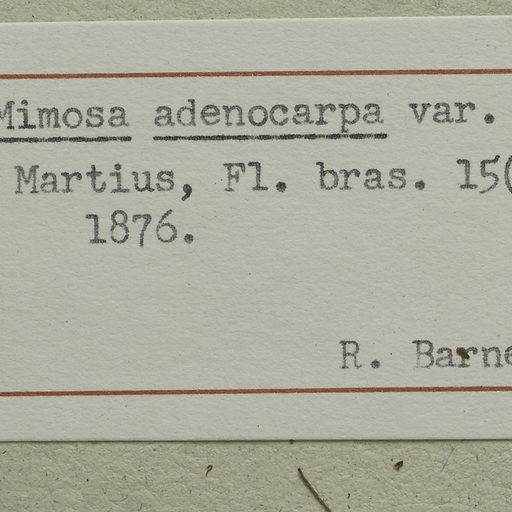 Mimosa adenocarpa var.
Martius, Fl. bras. 15(
1876.
R. Barne